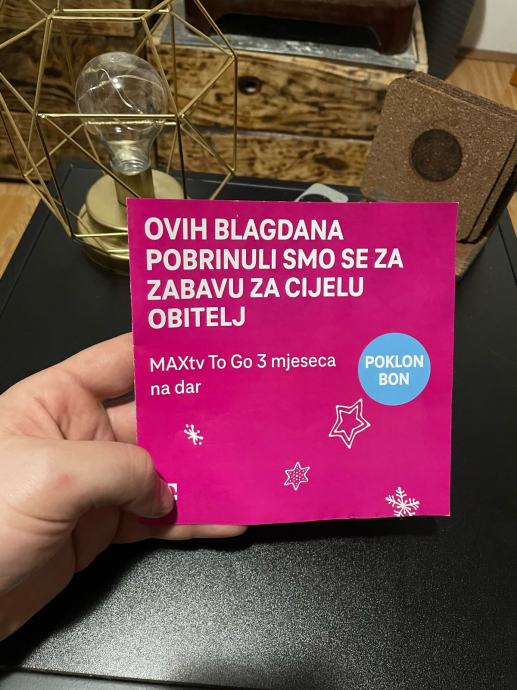 OVIH BLAGDANA
POBRINULI SMO SE ZA
ZABAVU ZA CIJELU
OBITELJ
MAXtv To Go 3 mjeseca
na dar
POKLON
BON